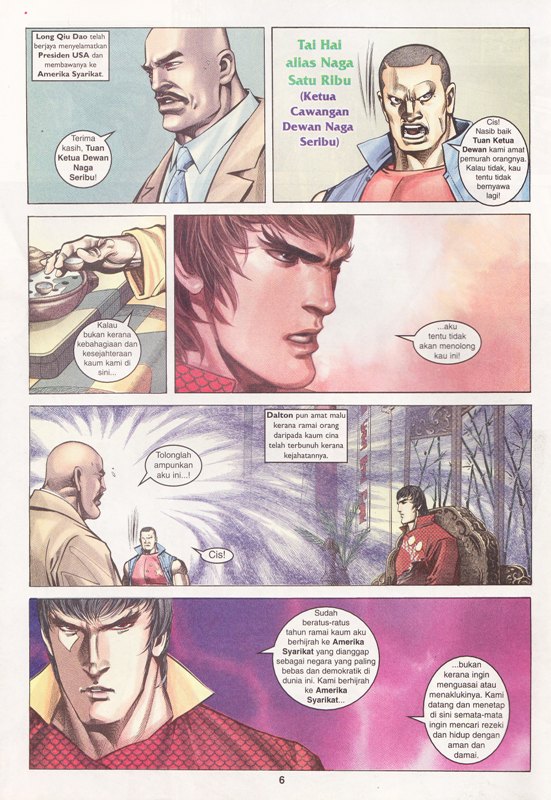 Long Qiu Dao telah
berjaya menyelamatkan
Presiden USA dan
membawanya ke
Amerika Syarikat.
Terima
kasih, Tuan
Ketua Dewan
Naga
Seribu!
Tai Hai
alias Naga
Satu Ribu
(Ketua
Cawangan
Dewan Naga
Seribu)
Cis!
Nasib baik
Tuan Ketua
Dewan kami amat
pemurah orangnya.
Kalau tidak, kau
tentu tidak
bernyawa
lagi!
Kalau
bukan kerana
kebahagiaan dan
kesejahteraan
kaum kami di
sini...
...aku
tentu tidak
akan menolong
kau ini!
Dalton pun amat malu
kerana ramai orang
daripada kaum cina
telah terbunuh kerana
kejahatannya.
Tolonglah
ampunkan
aku ini...!
Cis!
Sudah
beratus-ratus
tahun ramai kaum aku
berhijrah ke Amerika
Syarikat yang dianggap
sebagai negara yang paling
bebas dan demokratik di
dunia ini. Kami berhijrah
ke Amerika
Syarikat...
...bukan
kerana ingin
menguasai atau
menaklukinya. Kami
datang dan menetap
di sini semata-mata
ingin mencari rezeki
dan hidup dengan
aman dan
damai.
6